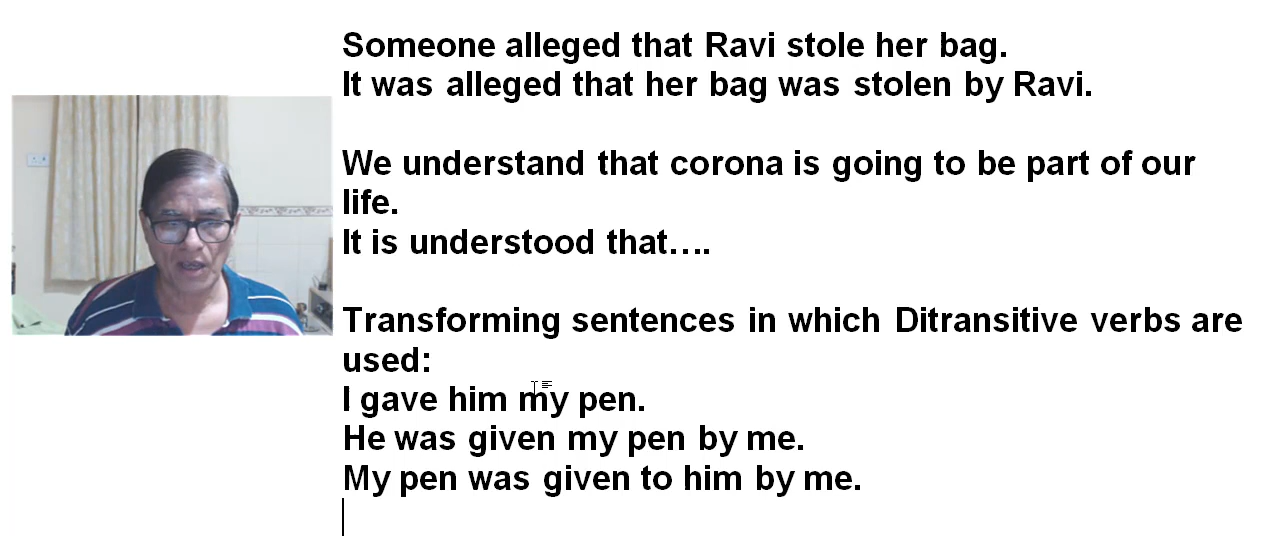 Someone alleged that Ravi stole her bag.
It was alleged that her bag was stolen by Ravi.
We understand that corona is going to be part of our
life.
It is understood that….
Transforming sentences in which Ditransitive verbs are
used:
I gave him my pen.
He was given my pen by me.
My pen was given to him by me.